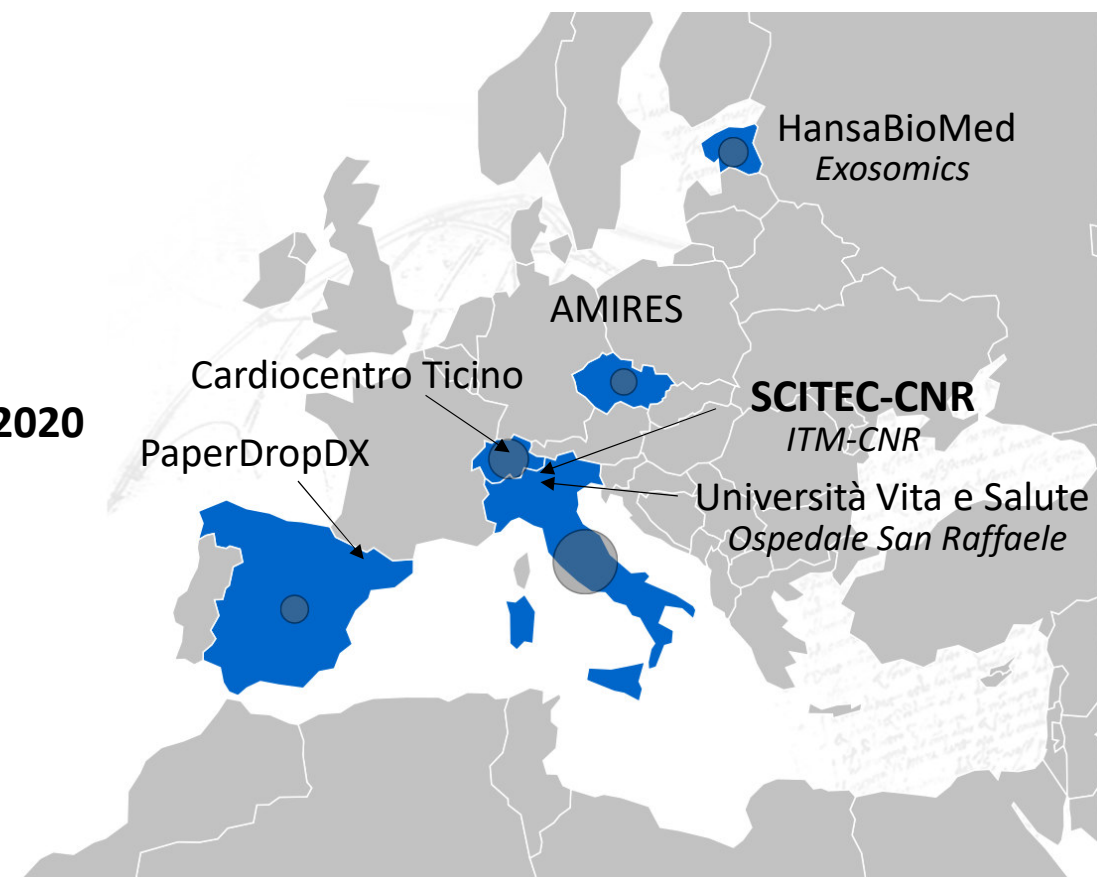 HansaBioMed
Exosomics
AMIRES
Cardiocentro Ticino
SCITEC-CNR
ITM-CNR
2020
PaperDropDX
Università Vita e Salute
Ospedale San Raffaele